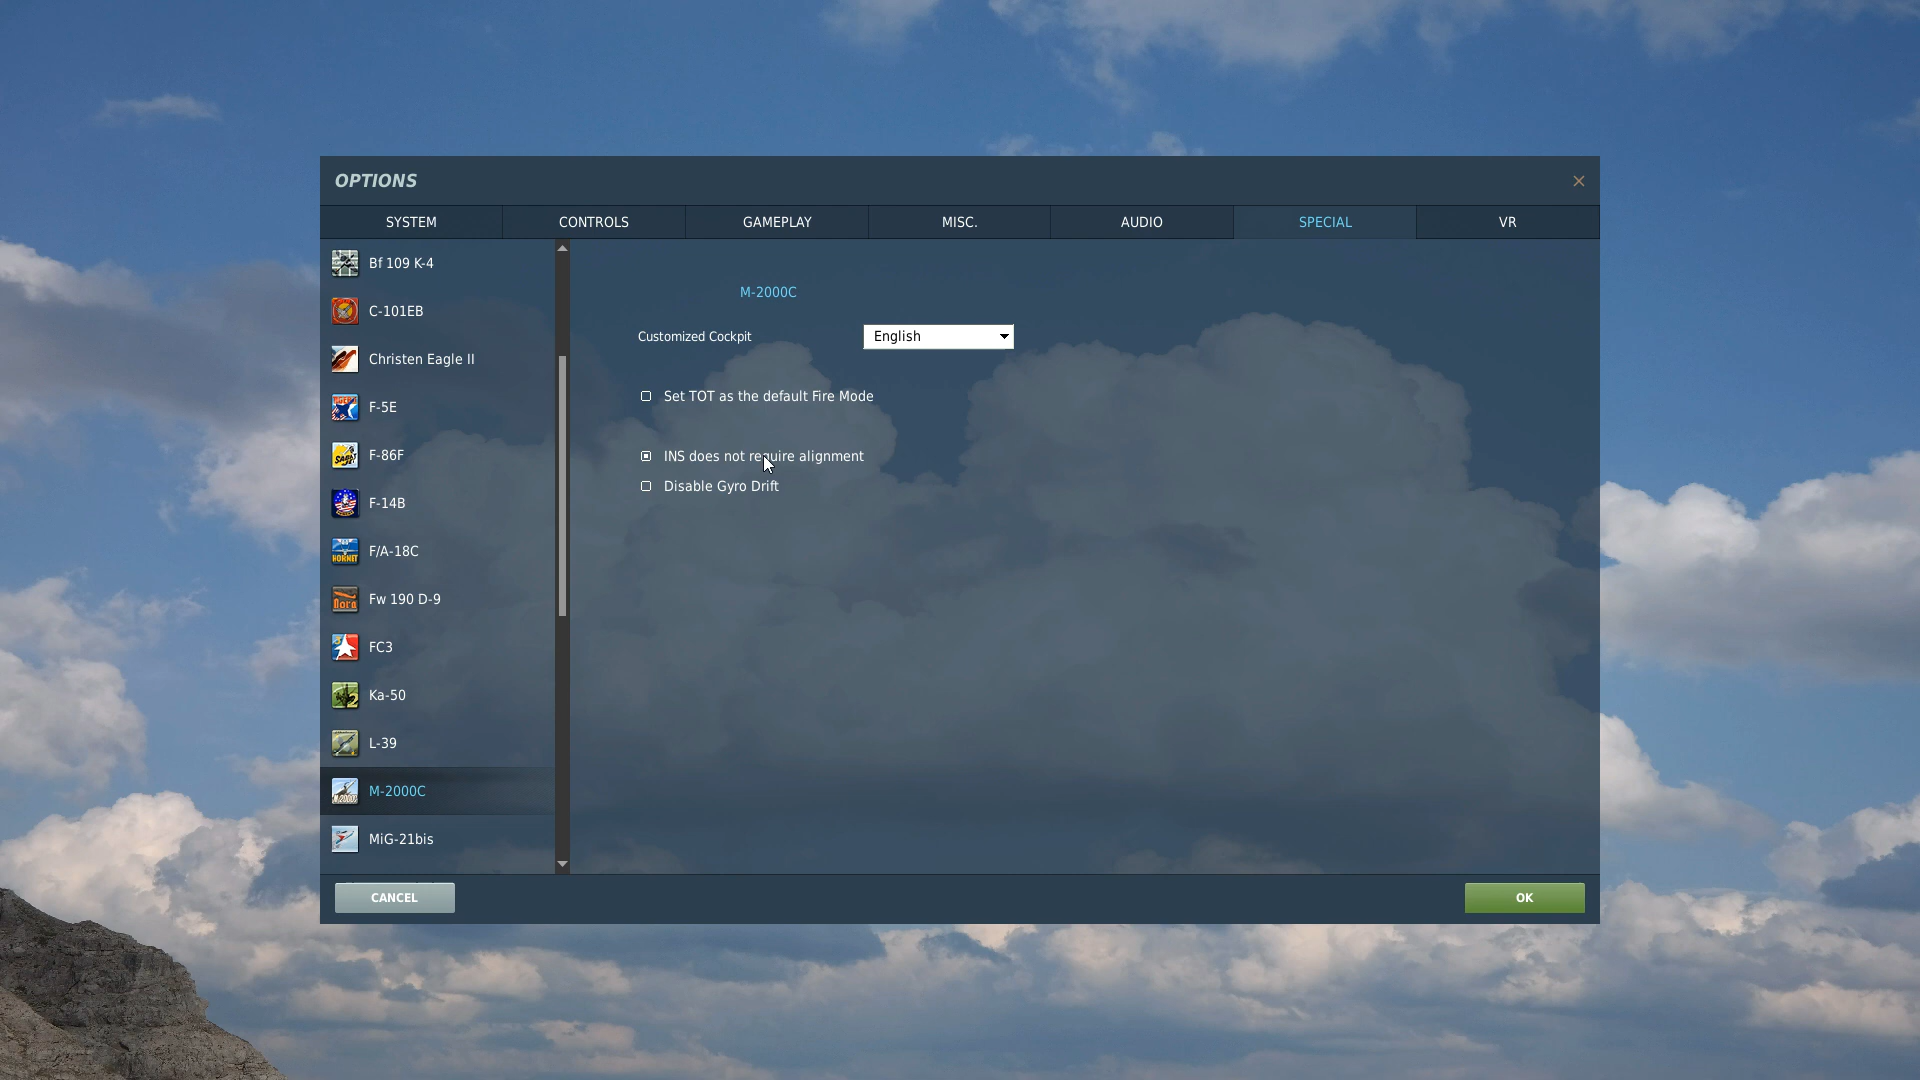 OPTIONS
SYSTEM CONTROLS GAMEPLAY MISC. AUDIO SPECIAL VR
Bf 109 K-4
C-101EB
Christen Eagle II
F-5E
F-86F
F-14B
F/A-18C
Fw 190 D-9
FC3
Ka-50
L-39
M-2000C
MiG-21bis
M-2000C
Customized Cockpit English
Set TOT as the default Fire Mode
INS does not require alignment
Disable Gyro Drift
CANCEL OK